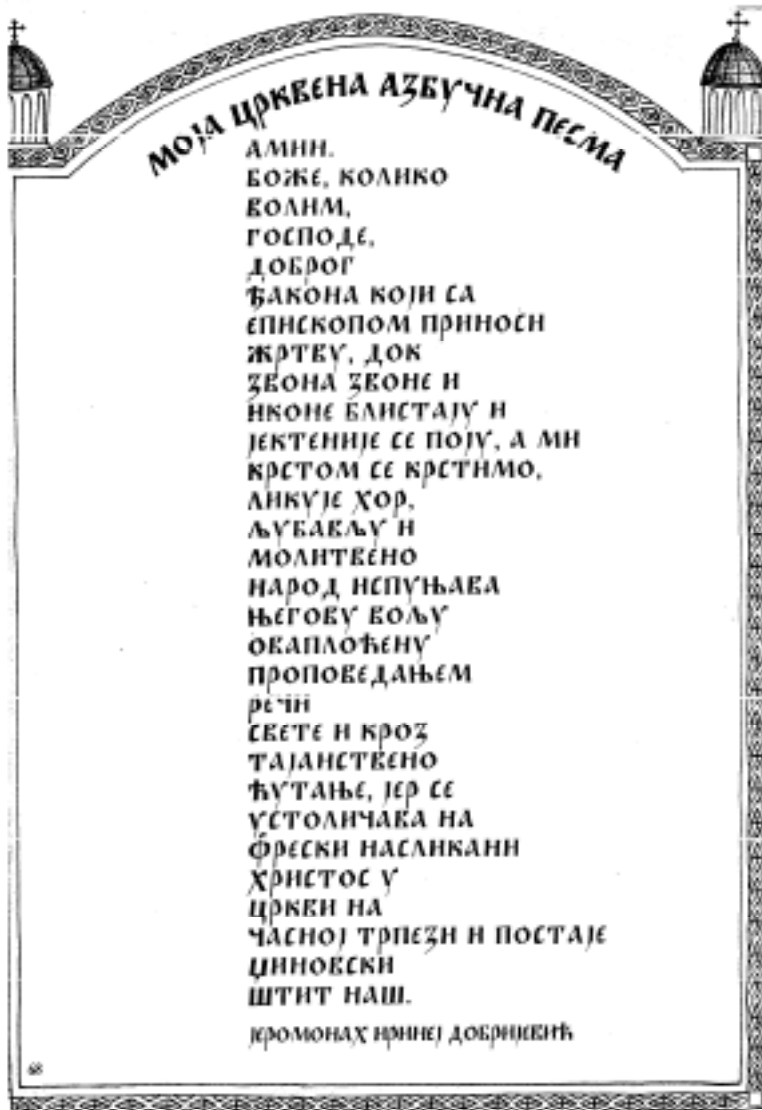 МОЈА ЦРКВЕНА АЗБУЧНА ПЕСМА
АМИН.
БОЖЕ, КОЛИКО
ВОЛИМ,
ГОСПОДЕ,
ДОБРОГ
ЂАКОНА КОЈИ СА
ЕПИСКОПОМ ПРИНОСИ
ЖРТВУ, ДОК
ЗВОНА ЗВОНЕ И
ИКОНЕ БЛИСТАЈУ И
ЈЕКТЕНИЈЕ СЕ ПОЈУ, А МИ
КРСТОМ СЕ КРСТИМО,
ЛИКУЈЕ ХОР,
ЉУБАВЉУ И
МОЛИТВЕНО
НАРОД ИСПУЊАВА
ЊЕГОВУ ВОЉУ
ОВАПЛОЋЕНУ
ПРОПОВЕДАЊЕМ
РЕЧИ
СВЕТЕ И КРОЗ
ТАЈАНСТВЕНО
ЋУТАЊЕ, ЈЕР СЕ
УСТОЛИЧАВА НА
ФРЕСКИ НАСЛИКАНИ
ХРИСТОС У
ЦРКВИ НА
ЧАСНОЈ ТРПЕЗИ И ПОСТАЈЕ
ЏИНОВСКИ
ШТИТ НАШ.
ЈЕРОМОНАХ ИРИНЕЈ ДОБРИЈЕВИЋ
68